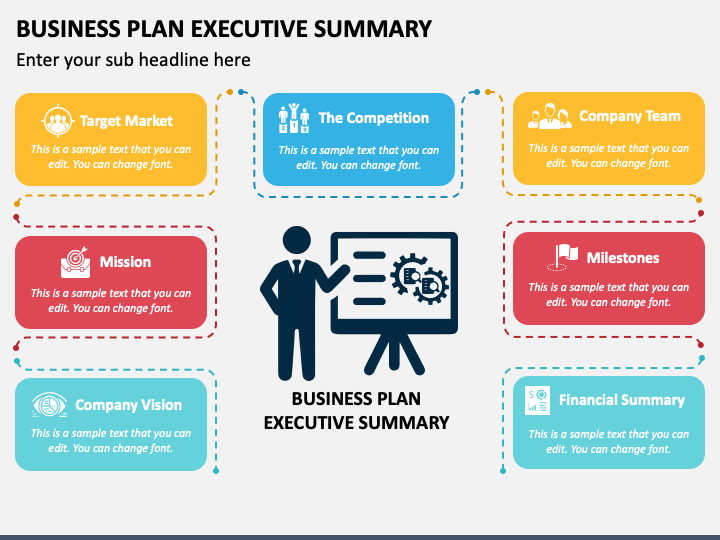 BUSINESS PLAN EXECUTIVE SUMMARY
Enter your sub headline here
Target Market
This is a sample text that you can
edit. You can change font.
The Competition
This is a sample text that you can
edit. You can change font.
Company Team
This is a sample text that you can
edit. You can change font.
Mission
This is a sample text that you can
edit. You can change font.
Milestones
This is a sample text that you can
edit. You can change font.
Company Vision
This is a sample text that you can
edit. You can change font.
BUSINESS PLAN
EXECUTIVE SUMMARY
Financial Summary
This is a sample text that you can
edit. You can change font.